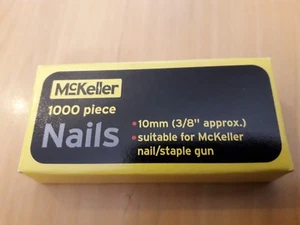 McKeller
1000 piece
Nails
•10mm (3/8" approx.)
•suitable for McKeller
nail/staple gun